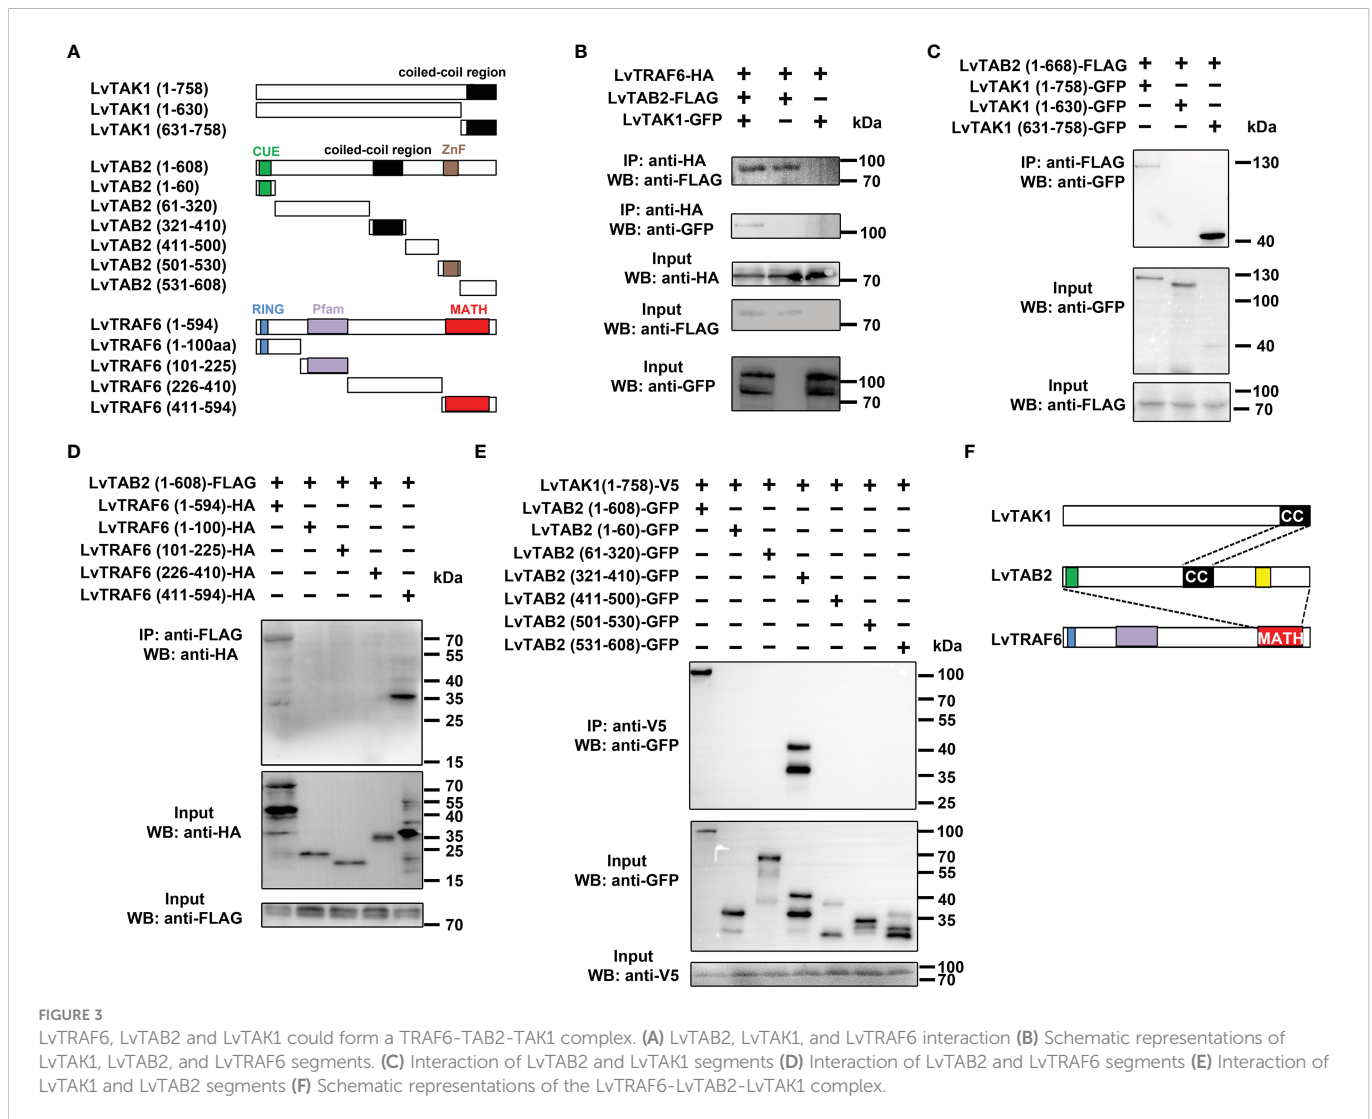 A
coiled-coil region
LvTAK1 (1-758)
LvTAK1 (1-630)
LvTAK1 (631-758)
CUE
coiled-coil region
ZnF
LvTAB2 (1-608)
LvTAB2 (1-60)
LvTAB2 (61-320)
LvTAB2 (321-410)
LvTAB2 (411-500)
LvTAB2 (501-530)
LvTAB2 (531-608)
RING
Pfam
MATH
LvTRAF6 (1-594)
LvTRAF6 (1-100aa)
LvTRAF6 (101-225)
LvTRAF6 (226-410)
LvTRAF6 (411-594)
B
LvTRAF6-HA + + +
LvTAB2-FLAG + + −
LvTAK1-GFP + − +
kDa
IP: anti-HA
WB: anti-FLAG
100
70
IP: anti-HA
WB: anti-GFP
100
Input
WB: anti-HA
70
Input
WB: anti-FLAG
70
Input
WB: anti-GFP
100
70
C
LvTAB2 (1-668)-FLAG + + +
LvTAK1 (1-758)-GFP + − −
LvTAK1 (1-630)-GFP − + −
LvTAK1 (631-758)-GFP − − +
kDa
IP: anti-FLAG
WB: anti-GFP
130
40
Input
WB: anti-GFP
130
100
40
Input
WB: anti-FLAG
100
70
D
LvTAB2 (1-608)-FLAG + + + + +
LvTRAF6 (1-594)-HA + − − − −
LvTRAF6 (1-100)-HA − + − − −
LvTRAF6 (101-225)-HA − − + − −
LvTRAF6 (226-410)-HA − − − + −
LvTRAF6 (411-594)-HA − − − − +
kDa
IP: anti-FLAG
WB: anti-HA
70
55
40
35
25
15
Input
WB: anti-HA
70
55
40
35
25
15
Input
WB: anti-FLAG
70
E
LvTAK1(1-758)-V5 + + + + + + +
LvTAB2 (1-608)-GFP + − − − − − −
LvTAB2 (1-60)-GFP − + − − − − −
LvTAB2 (61-320)-GFP − − + − − − −
LvTAB2 (321-410)-GFP − − − + − − −
LvTAB2 (411-500)-GFP − − − − + − −
LvTAB2 (501-530)-GFP − − − − − + −
LvTAB2 (531-608)-GFP − − − − − − +
kDa
IP: anti-V5
WB: anti-GFP
100
70
55
40
35
25
Input
WB: anti-GFP
100
70
55
40
35
Input
WB: anti-V5
100
70
F
LvTAK1
CC
LvTAB2
CC
LvTRAF6
MATH
FIGURE 3
LvTRAF6, LvTAB2 and LvTAK1 could form a TRAF6-TAB2-TAK1 complex. (A) LvTAB2, LvTAK1, and LvTRAF6 interaction (B) Schematic representations of
LvTAK1, LvTAB2, and LvTRAF6 segments. (C) Interaction of LvTAB2 and LvTAK1 segments (D) Interaction of LvTAB2 and LvTRAF6 segments (E) Interaction of
LvTAK1 and LvTAB2 segments (F) Schematic representations of the LvTRAF6-LvTAB2-LvTAK1 complex.